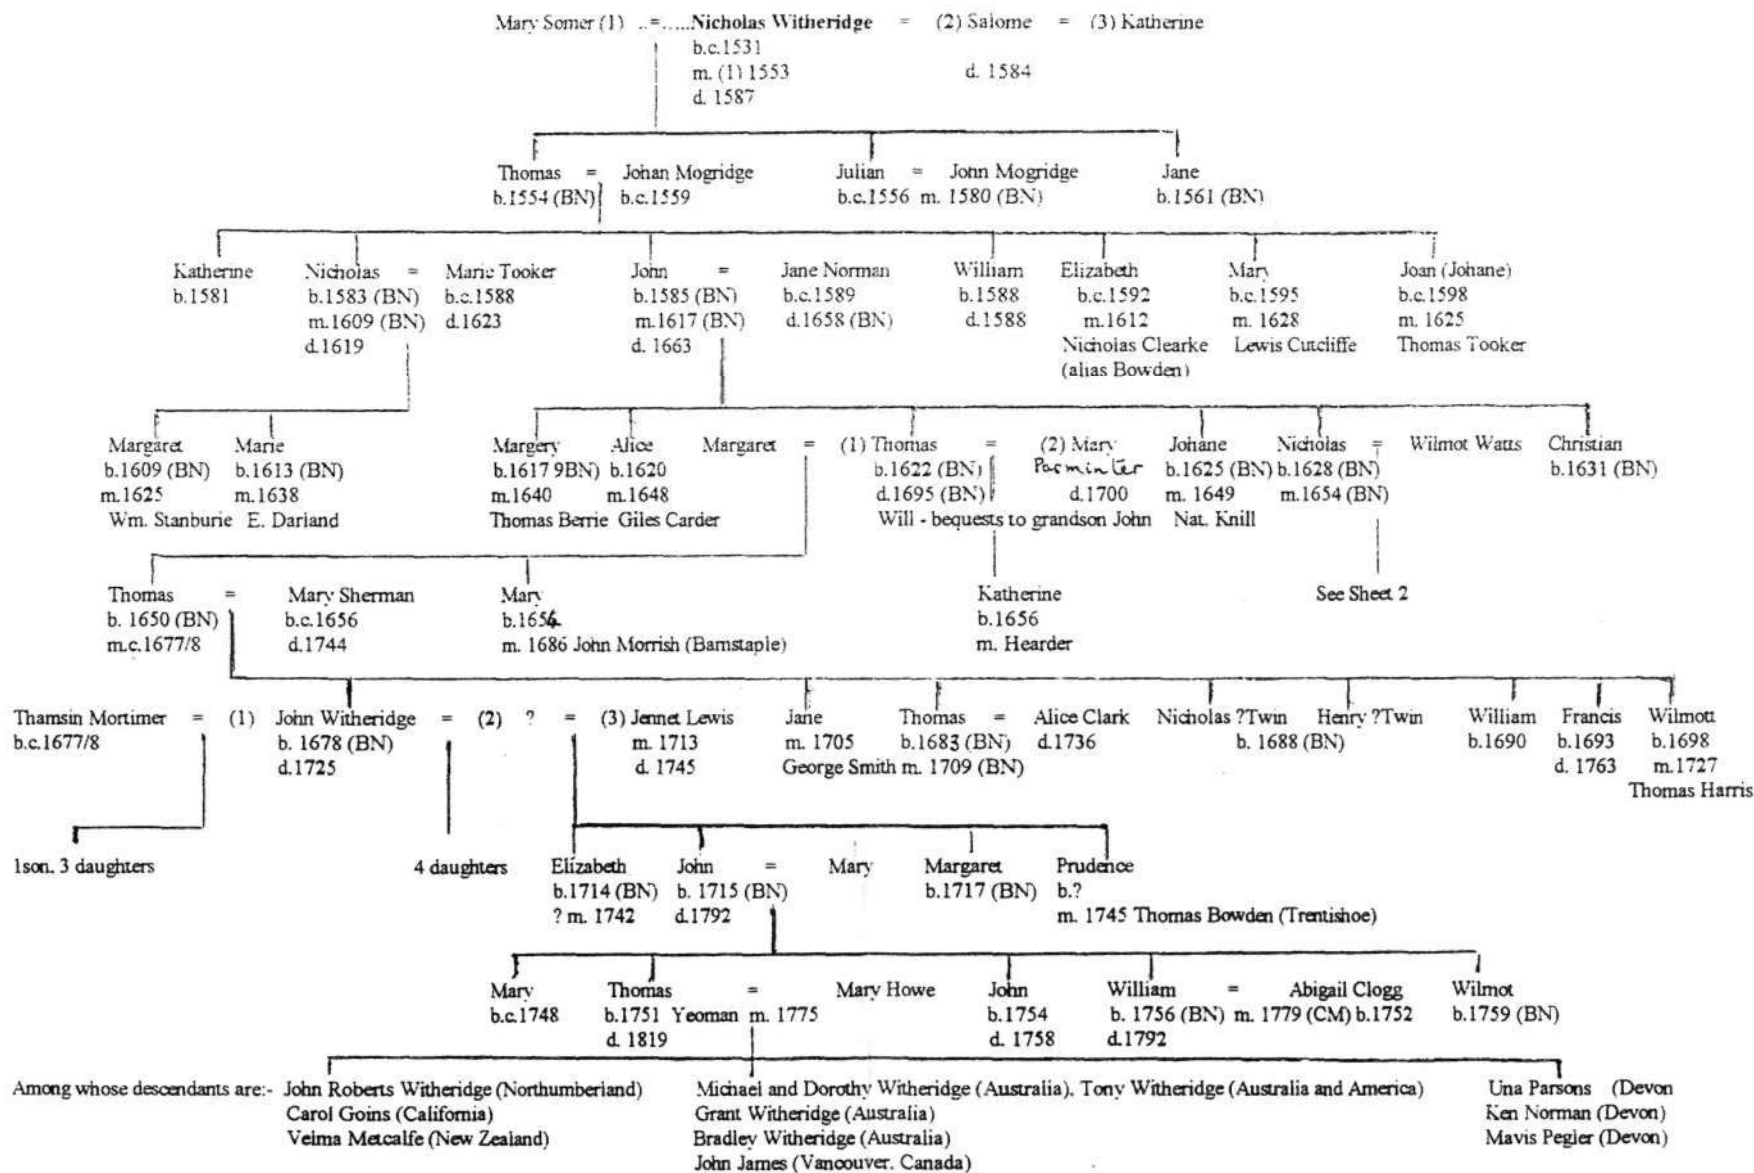 Mary Somer (1) ..=.....Nicholas Witheridge = (2) Salome = (3) Katherine
b.c.1531
m. (1) 1553 d. 1584
d. 1587
Thomas = Johan Mogridge Julian = John Mogridge Jane
b.1554 (BN) b.c.1559 b.c.1556 m. 1580 (BN) b.1561 (BN)
Katherine Nicholas = Marie Tooker John = Jane Norman William Elizabeth Mary Joan (Johane)
b.1581 b.1583 (BN) b.c.1588 b.1585 (BN) b.c.1589 b.1588 b.c.1592 b.c.1595 b.c.1598
m.1609 (BN) d.1623 m.1617 (BN) d.1658 (BN) d.1588 m.1612 m. 1628 m. 1625
d.1619 d. 1663 Nicholas Clearke Lewis Cutcliffe Thomas Tooker
(alias Bowden)
Margaret Marie Margery Alice Margaret = (1) Thomas = (2) Mary Johane Nicholas = Wilmot Watts Christian
b.1609 (BN) b.1613 (BN) b.1617 9BN) b.1620 b.1622 (BN) Parminter b.1625 (BN) b.1628 (BN) b.1631 (BN)
m.1625 m.1638 m.1640 m.1648 d.1695 (BN) d.1700 m. 1649 m.1654 (BN)
Wm. Stanburie E. Darland Thomas Berrie Giles Carder Will - bequests to grandson John Nat. Knill
Thomas = Mary Sherman Mary Katherine See Sheet 2
b. 1650 (BN) b.c.1656 b.1654 b.1656
m.c.1677/8 d.1744 m. 1686 John Morrish (Barnstaple) m. Hearder
Thamsin Mortimer = (1) John Witheridge = (2) ? = (3) Jennet Lewis Jane Thomas = Alice Clark Nicholas ?Twin Henry ?Twin William Francis Wilmott
b.c.1677/8 b. 1678 (BN) m. 1713 m. 1705 b.1683 (BN) d.1736 b. 1688 (BN) b.1690 b.1693 b.1698
d.1725 d. 1745 George Smith m. 1709 (BN) d. 1763 m.1727
Thomas Harris
1son. 3 daughters 4 daughters Elizabeth John = Mary Margaret Prudence
b.1714 (BN) b. 1715 (BN) b.1717 (BN) b.?
? m. 1742 d.1792 m. 1745 Thomas Bowden (Trentishoe)
Mary Thomas = Mary Howe John William = Abigail Clogg Wilmot
b.c.1748 b.1751 Yeoman m. 1775 b.1754 b. 1756 (BN) m. 1779 (CM) b.1752 b.1759 (BN)
d. 1819 d. 1758 d.1792
Among whose descendants are:- John Roberts Witheridge (Northumberland) Michael and Dorothy Witheridge (Australia). Tony Witheridge (Australia and America) Una Parsons (Devon
Carol Goins (California) Grant Witheridge (Australia) Ken Norman (Devon)
Velma Metcalfe (New Zealand) Bradley Witheridge (Australia) Mavis Pegler (Devon)
John James (Vancouver. Canada)